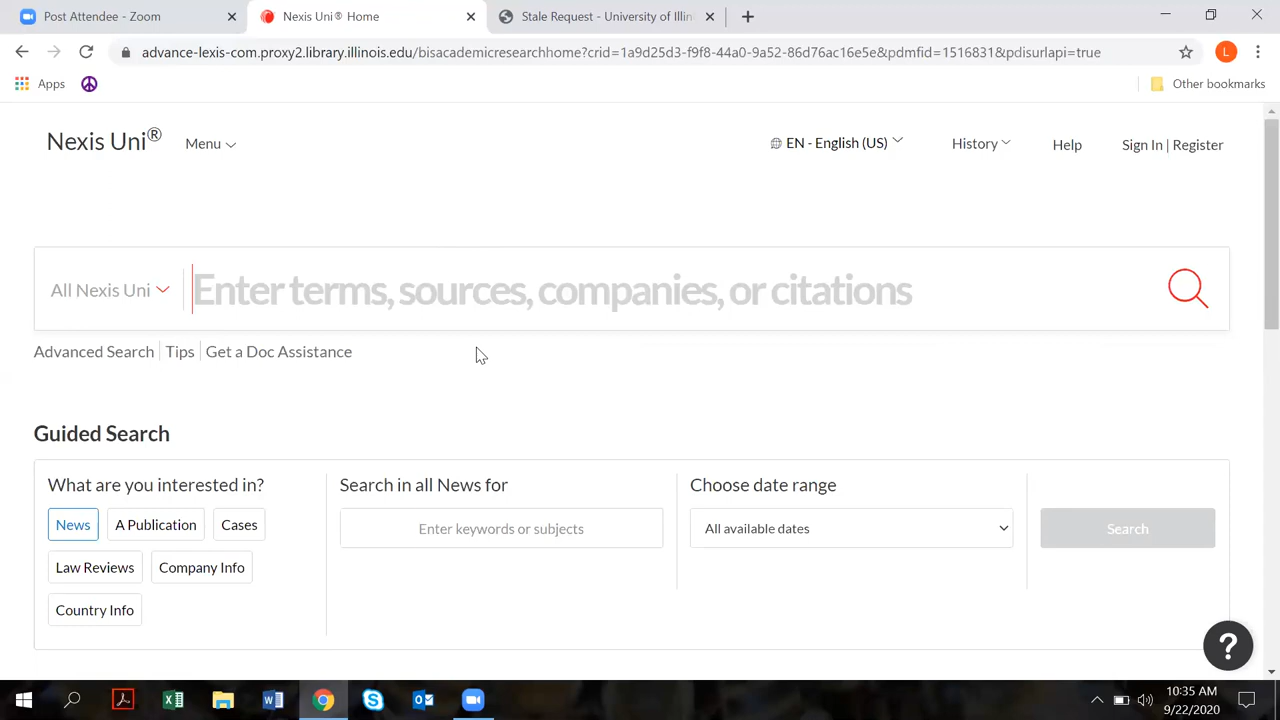 Post Attendee - Zoom
Nexis Uni® Home
Stale Request - University of Illin
advance-lexis-com.proxy2.library.illinois.edu/bisacademicresearchhome?crid=1a9d25d3-f9f8-44a0-9a52-86d76ac16e5e&pdmfid=1516831&pdisurlapi=true
L
Apps
Other bookmarks
Nexis Uni®
Menu
EN - English (US)
History
Help
Sign In | Register
All Nexis Uni
Enter terms, sources, companies, or citations
Advanced Search | Tips | Get a Doc Assistance
Guided Search
What are you interested in?
News
A Publication
Cases
Law Reviews
Company Info
Country Info
Search in all News for
Enter keywords or subjects
Choose date range
All available dates
Search
?
10:35 AM
9/22/2020